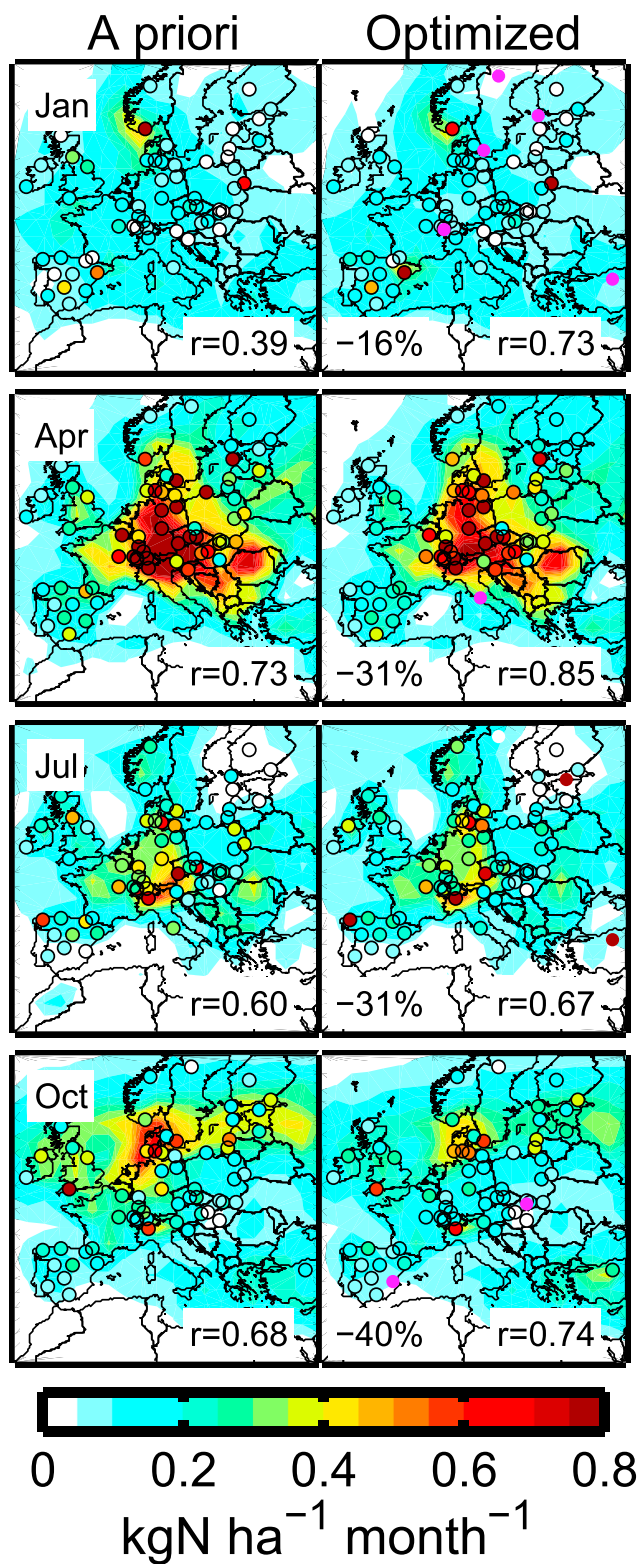 A priori Optimized
Jan
r=0.39 −16% r=0.73
Apr
r=0.73 −31% r=0.85
Jul
r=0.60 −31% r=0.67
Oct
r=0.68 −40% r=0.74
0 0.2 0.4 0.6 0.8
kgN ha⁻¹ month⁻¹